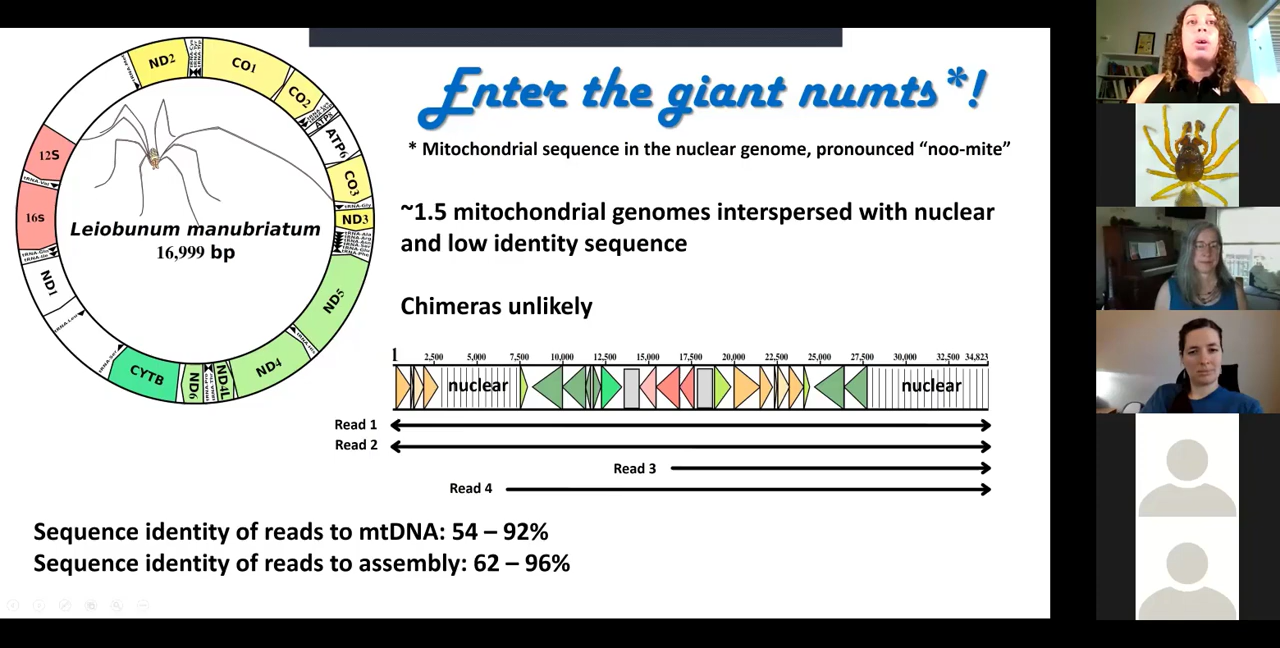 Enter the giant numts*!
* Mitochondrial sequence in the nuclear genome, pronounced “noo-mite”
~1.5 mitochondrial genomes interspersed with nuclear
and low identity sequence
Chimeras unlikely
ND2
CO1
CO2
ATP6
CO3
ND3
ND5
ND4
ND4L
ND6
CYTB
ND1
16s
12S
Leiobunum manubriatum
16,999 bp
1 2,500 5,000 7,500 10,000 12,500 15,000 17,500 20,000 22,500 25,000 27,500 30,000 32,500 34,823
nuclear nuclear
Read 1
Read 2
Read 3
Read 4
Sequence identity of reads to mtDNA: 54 – 92%
Sequence identity of reads to assembly: 62 – 96%